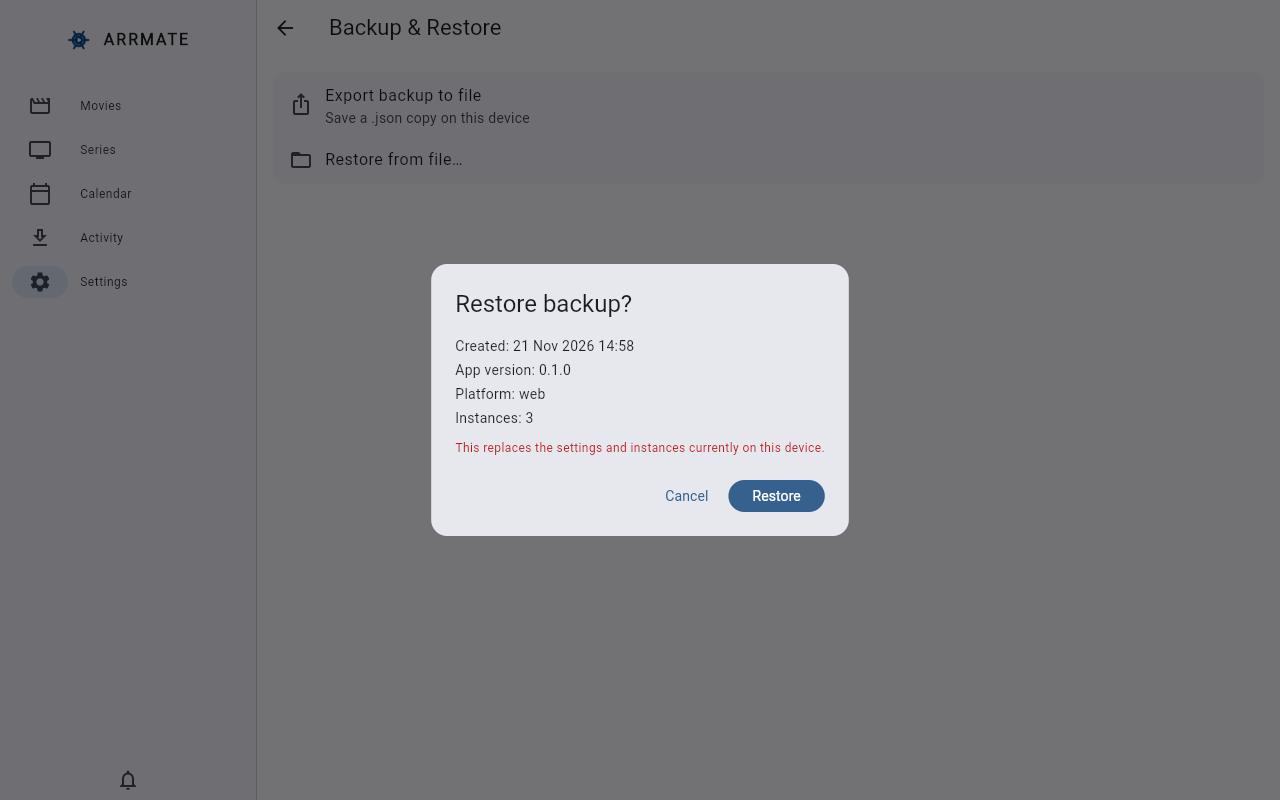 ARRMATE
Movies
Series
Calendar
Activity
Settings
Backup & Restore
Export backup to file
Save a .json copy on this device
Restore from file…
Restore backup?
Created: 21 Nov 2026 14:58
App version: 0.1.0
Platform: web
Instances: 3
This replaces the settings and instances currently on this device.
Cancel
Restore